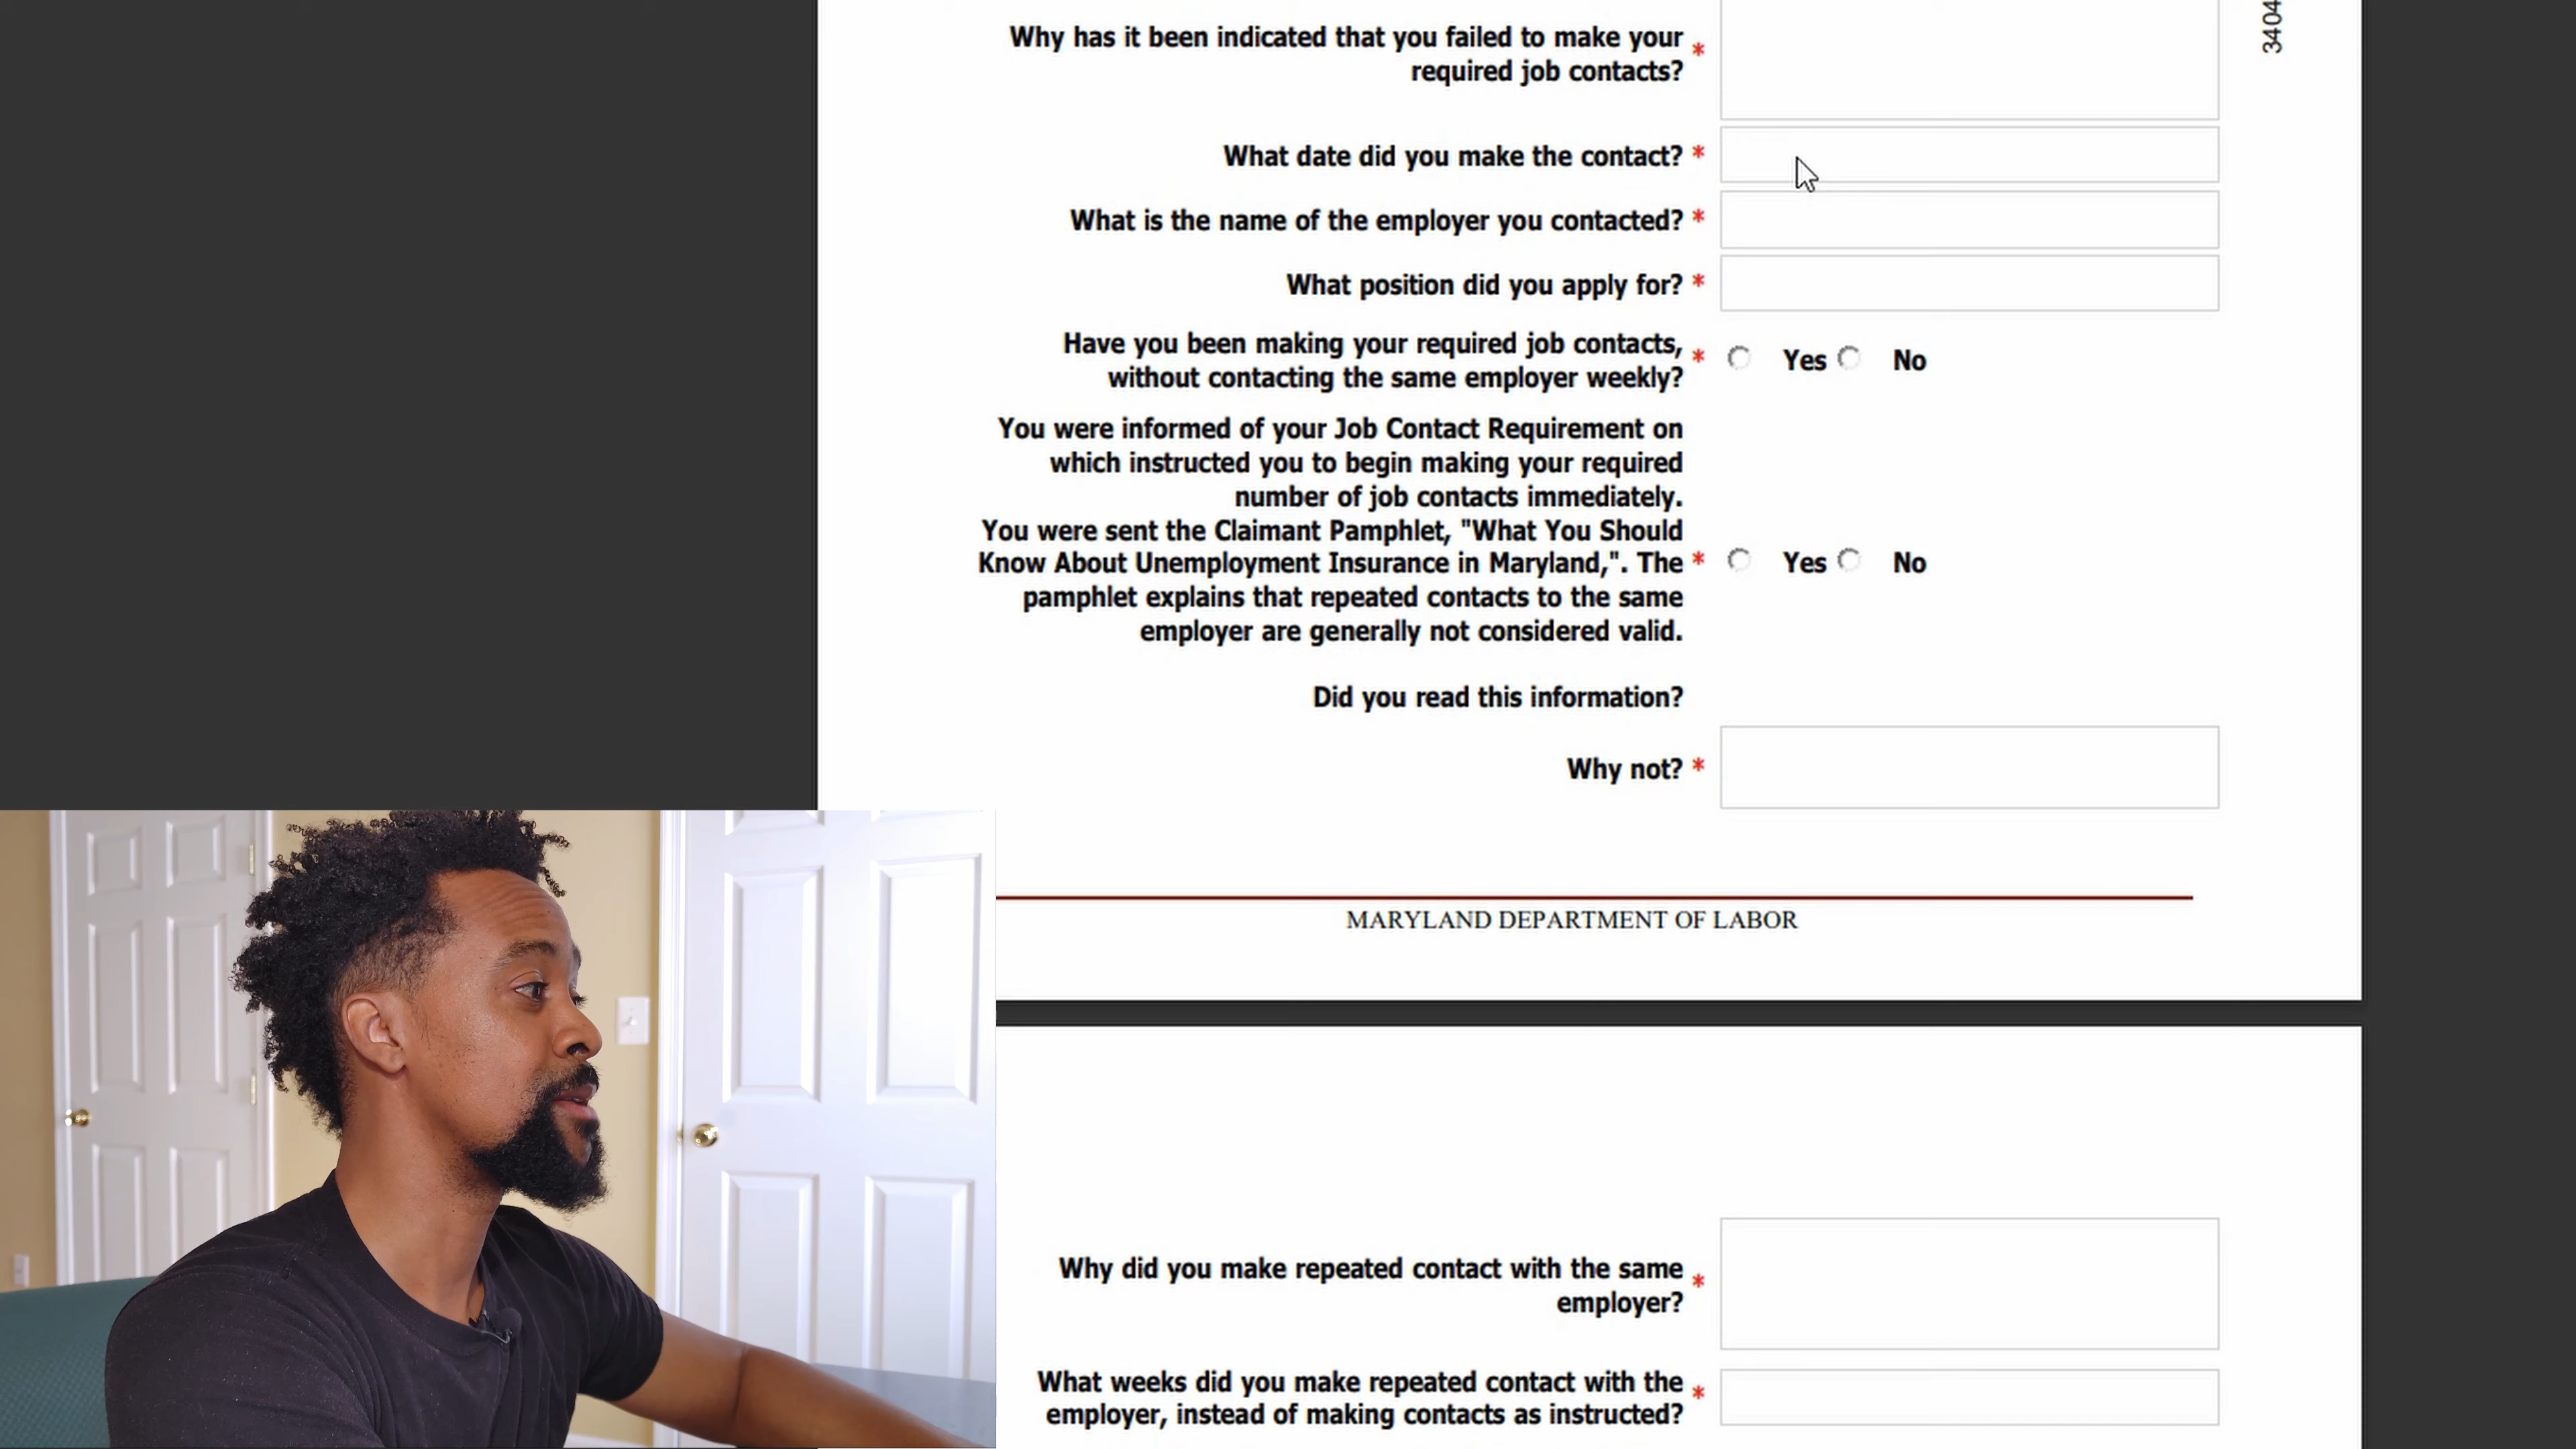 3404
Why has it been indicated that you failed to make your *
required job contacts?
What date did you make the contact? *
What is the name of the employer you contacted? *
What position did you apply for? *
Have you been making your required job contacts, * Yes No
without contacting the same employer weekly?
You were informed of your Job Contact Requirement on
which instructed you to begin making your required
number of job contacts immediately.
You were sent the Claimant Pamphlet, "What You Should
Know About Unemployment Insurance in Maryland,". The * Yes No
pamphlet explains that repeated contacts to the same
employer are generally not considered valid.
Did you read this information?
Why not? *
MARYLAND DEPARTMENT OF LABOR
Why did you make repeated contact with the same *
employer?
What weeks did you make repeated contact with the *
employer, instead of making contacts as instructed?